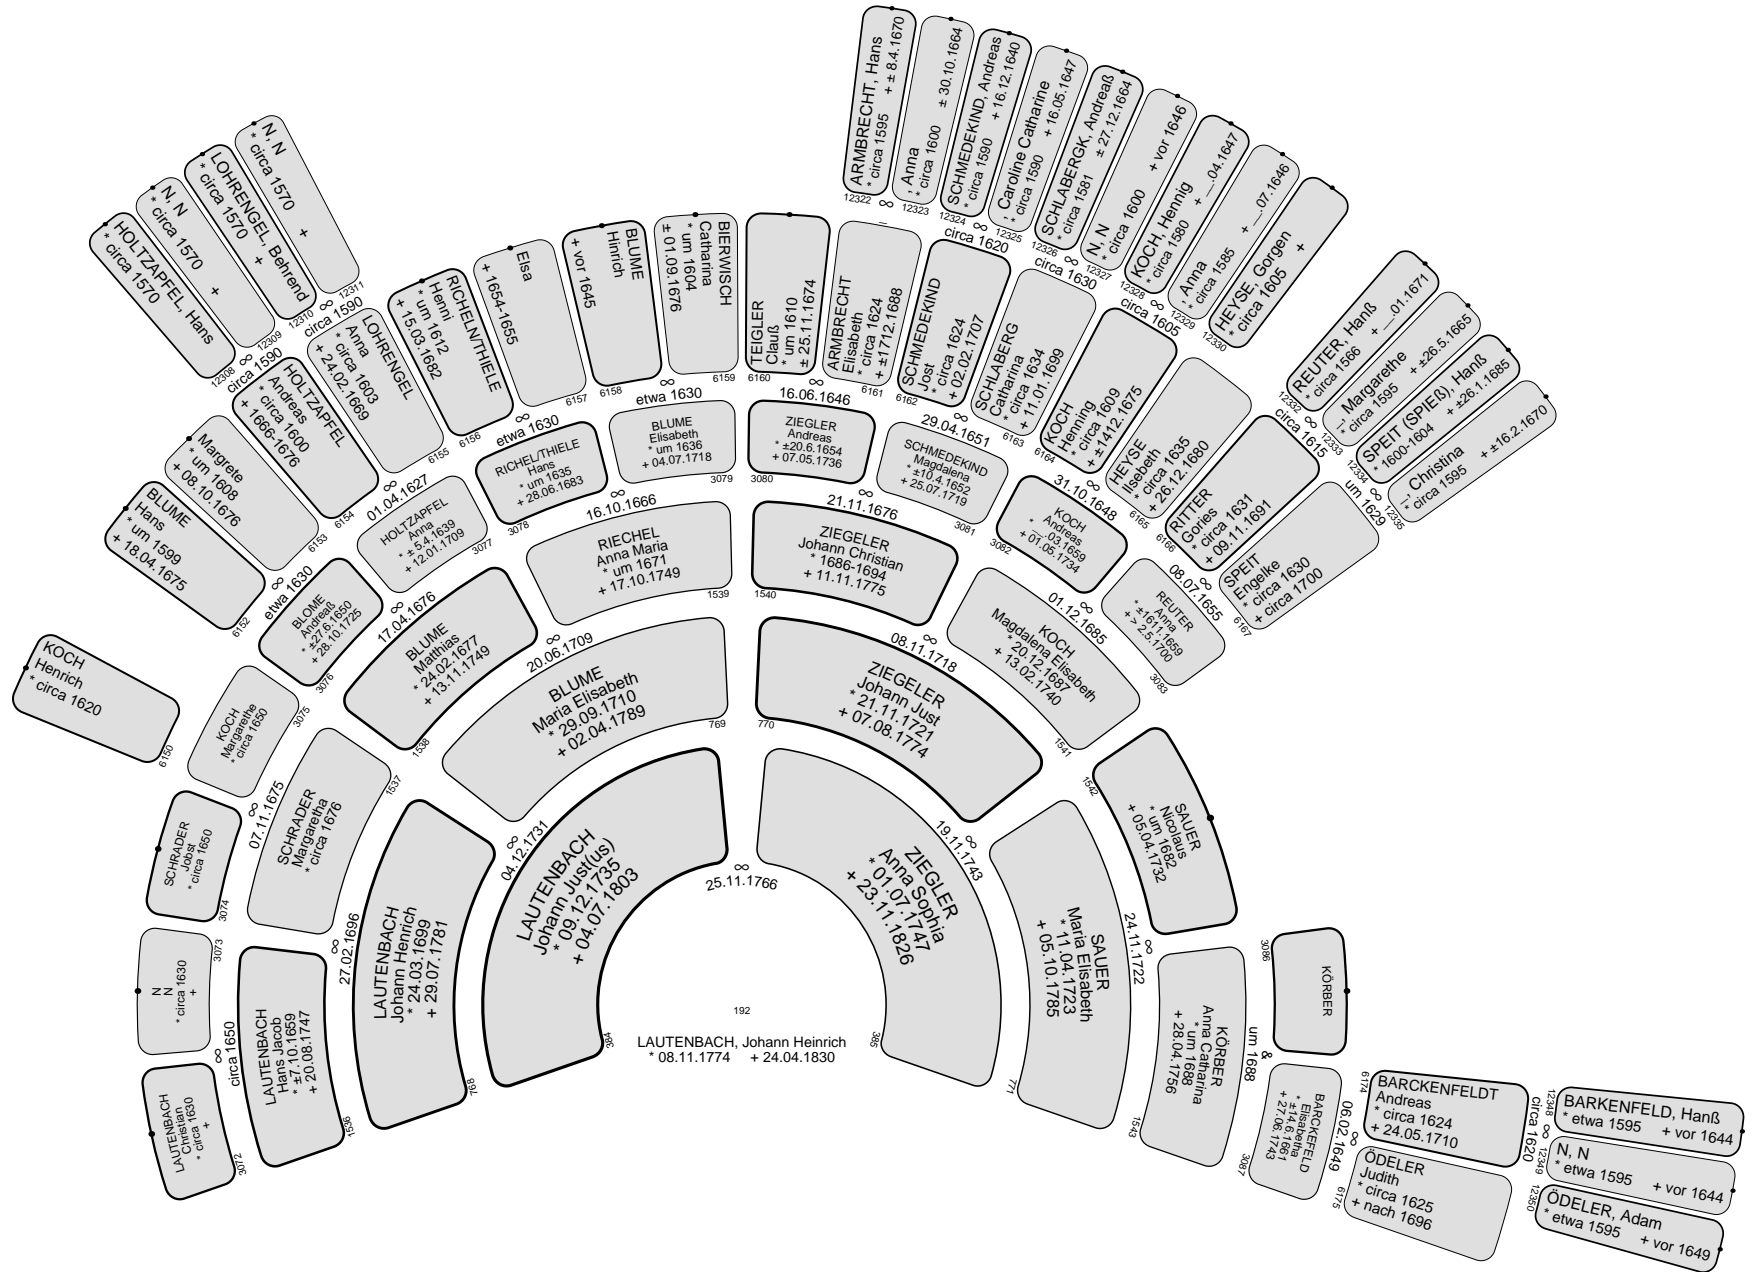 LAUTENBACH, Johann Heinrich
* 08.11.1774 + 24.04.1830
192
LAUTENBACH
Johann Just(us)
* 09.12.1735
+ 04.07.1803
384
∞
25.11.1766
ZIEGLER
Anna Sophia
* 01.07.1747
+ 23.11.1826
385
LAUTENBACH
Johann Henrich
* 24.03.1699
+ 29.07.1781
768
∞
04.12.1731
BLUME
Maria Elisabeth
* 29.09.1710
+ 02.04.1789
769
ZIEGELER
Johann Just
* 21.11.1721
+ 07.08.1774
770
∞
19.11.1743
SAUER
Maria Elisabeth
* 11.04.1723
+ 05.10.1785
771
LAUTENBACH
Hans Jacob
* ±7.10.1659
+ 20.08.1747
1536
∞
27.02.1696
SCHRADER
Margaretha
* circa 1676
1537
BLUME
Matthias
* 24.02.1677
+ 13.11.1749
1538
∞
20.06.1709
RIECHEL
Anna Maria
* um 1671
+ 17.10.1749
1539
ZIEGELER
Johann Christian
* 1686-1694
+ 11.11.1775
1540
∞
08.11.1718
KOCH
Magdalena Elisabeth
* 20.12.1687
+ 13.02.1740
1541
SAUER
Nicolaus
* um 1682
+ 05.04.1732
1542
∞
24.11.1722
KÖRBER
Anna Catharina
* um 1688
+ 28.04.1756
1543
LAUTENBACH
Christian
* circa 1630
+
3072
∞
circa 1650
N
N
* circa 1630
+
3073
SCHRADER
Jobst
* circa 1650
3074
∞
07.11.1675
KOCH
Margarethe
* circa 1650
3075
BLOME
Andreaß
* ±27.6.1650
+ 28.10.1725
3076
∞
17.04.1676
HOLTZAPFEL
Anna
* ± 5.4.1639
+ 12.01.1709
3077
RICHEL/THIELE
Hans
* um 1635
+ 28.06.1683
3078
∞
16.10.1666
BLUME
Elisabeth
* um 1636
+ 04.07.1718
3079
ZIEGLER
Andreas
* ±20.6.1654
+ 07.05.1736
3080
∞
21.11.1676
SCHMEDEKIND
Magdalena
* ±10.4.1652
+ 25.07.1719
3081
KOCH
Andreas
* __.03.1659
+ 01.05.1734
3082
∞
01.12.1685
REUTER
Anna
* ±1611.1659
+ > 2.5.1700
3083
KÖRBER
3086
&
um 1688
BARCKEFELD
Elisabetha
* ±14.6.1661
+ 27.06.1743
3087
KOCH
Henrich
* circa 1620
6150
BLUME
Hans
* um 1599
+ 18.04.1675
6152
∞
etwa 1630
Margrete
* um 1608
+ 08.10.1676
6153
HOLTZAPFEL
Andreas
* circa 1600
+ 1666-1676
6154
∞
01.04.1627
LOHRENGEL
Anna
* circa 1603
+ 24.02.1669
6155
RICHELN/THIELE
Henni
* um 1612
+ 15.03.1682
6156
∞
etwa 1630
Elsa
+ 1654-1655
6157
BLUME
Hinrich
+ vor 1645
6158
∞
etwa 1630
BIERWISCH
Catharina
* um 1604
± 01.09.1676
6159
TEIGLER
Clauß
* um 1610
± 25.11.1674
6160
∞
16.06.1646
ARMBRECHT
Elisabeth
* circa 1624
+ ±1712.1688
6161
SCHMEDEKIND
Jost
* circa 1624
+ 02.02.1707
6162
∞
29.04.1651
SCHLABERG
Catharina
* circa 1634
+ 11.01.1699
6163
KOCH
Henning
* circa 1609
+ ±1412.1675
6164
∞
31.10.1648
HEYSE
Ilsebeth
* circa 1635
+ 26.12.1680
6165
RITTER
Gories
* circa 1631
+ 09.11.1691
6166
∞
08.07.1655
SPEIT
Engelke
* circa 1630
+ circa 1700
6167
BARCKENFELDT
Andreas
* circa 1624
+ 24.05.1710
6174
∞
06.02.1649
ÖDELER
Judith
* circa 1625
+ nach 1696
6175
HOLTZAPFEL, Hans
* circa 1570
12308
∞
circa 1590
N, N
* circa 1570 +
12309
LOHRENGEL, Behrend
* circa 1570 +
12310
∞
circa 1590
N, N
* circa 1570 +
12311
ARMBRECHT, Hans
* circa 1595 + ± 8.4.1670
12322
∞
_
, Anna
* circa 1600 ± 30.10.1664
12323
SCHMEDEKIND, Andreas
* circa 1590 + 16.12.1640
12324
∞
circa 1620
, Caroline Catharine
* circa 1590 + 16.05.1647
12325
SCHLABERGK, Andreaß
* circa 1581 ± 27.12.1664
12326
∞
circa 1630
N, N
* circa 1600 + vor 1646
12327
KOCH, Hennig
* circa 1580 + __.04.1647
12328
∞
circa 1605
_, Anna
* circa 1585 + __.07.1646
12329
HEYSE, Gorgen
* circa 1605 +
12330
REUTER, Hanß
* circa 1566 + __.01.1671
12332
∞
circa 1615
_, Margarethe
* circa 1595 + ±26.5.1665
12333
SPEIT (SPIEß), Hanß
* 1600-1604 + ±26.1.1685
12334
∞
um 1629
_, Christina
* circa 1595 + ±16.2.1670
12335
BARKENFELD, Hanß
* etwa 1595 + vor 1644
12348
∞
circa 1620
N, N
* etwa 1595 + vor 1644
12349
ÖDELER, Adam
* etwa 1595 + vor 1649
12350